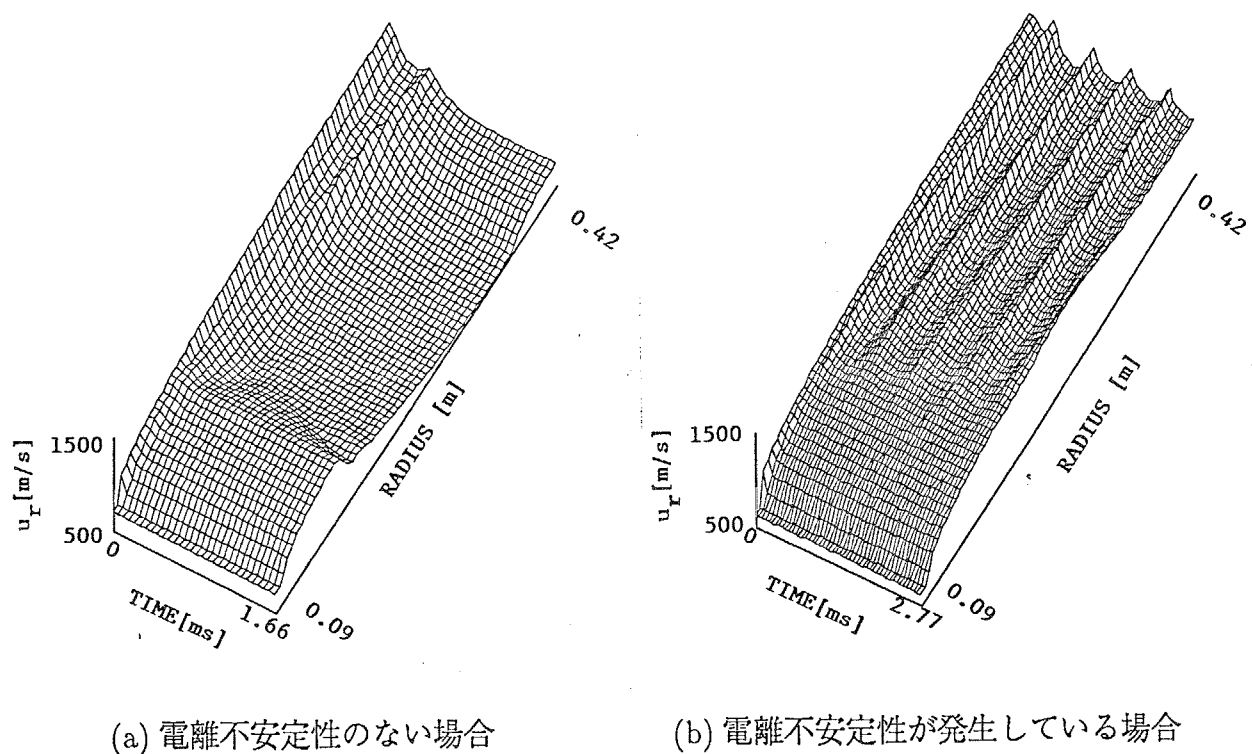 1500
500
u_r[m/s]
0
TIME[ms]
1.66
0.09
RADIUS [m]
0.42
1500
500
u_r[m/s]
0
TIME[ms]
2.77
0.09
RADIUS [m]
0.42
(a) 電離不安定性のない場合
(b) 電離不安定性が発生している場合